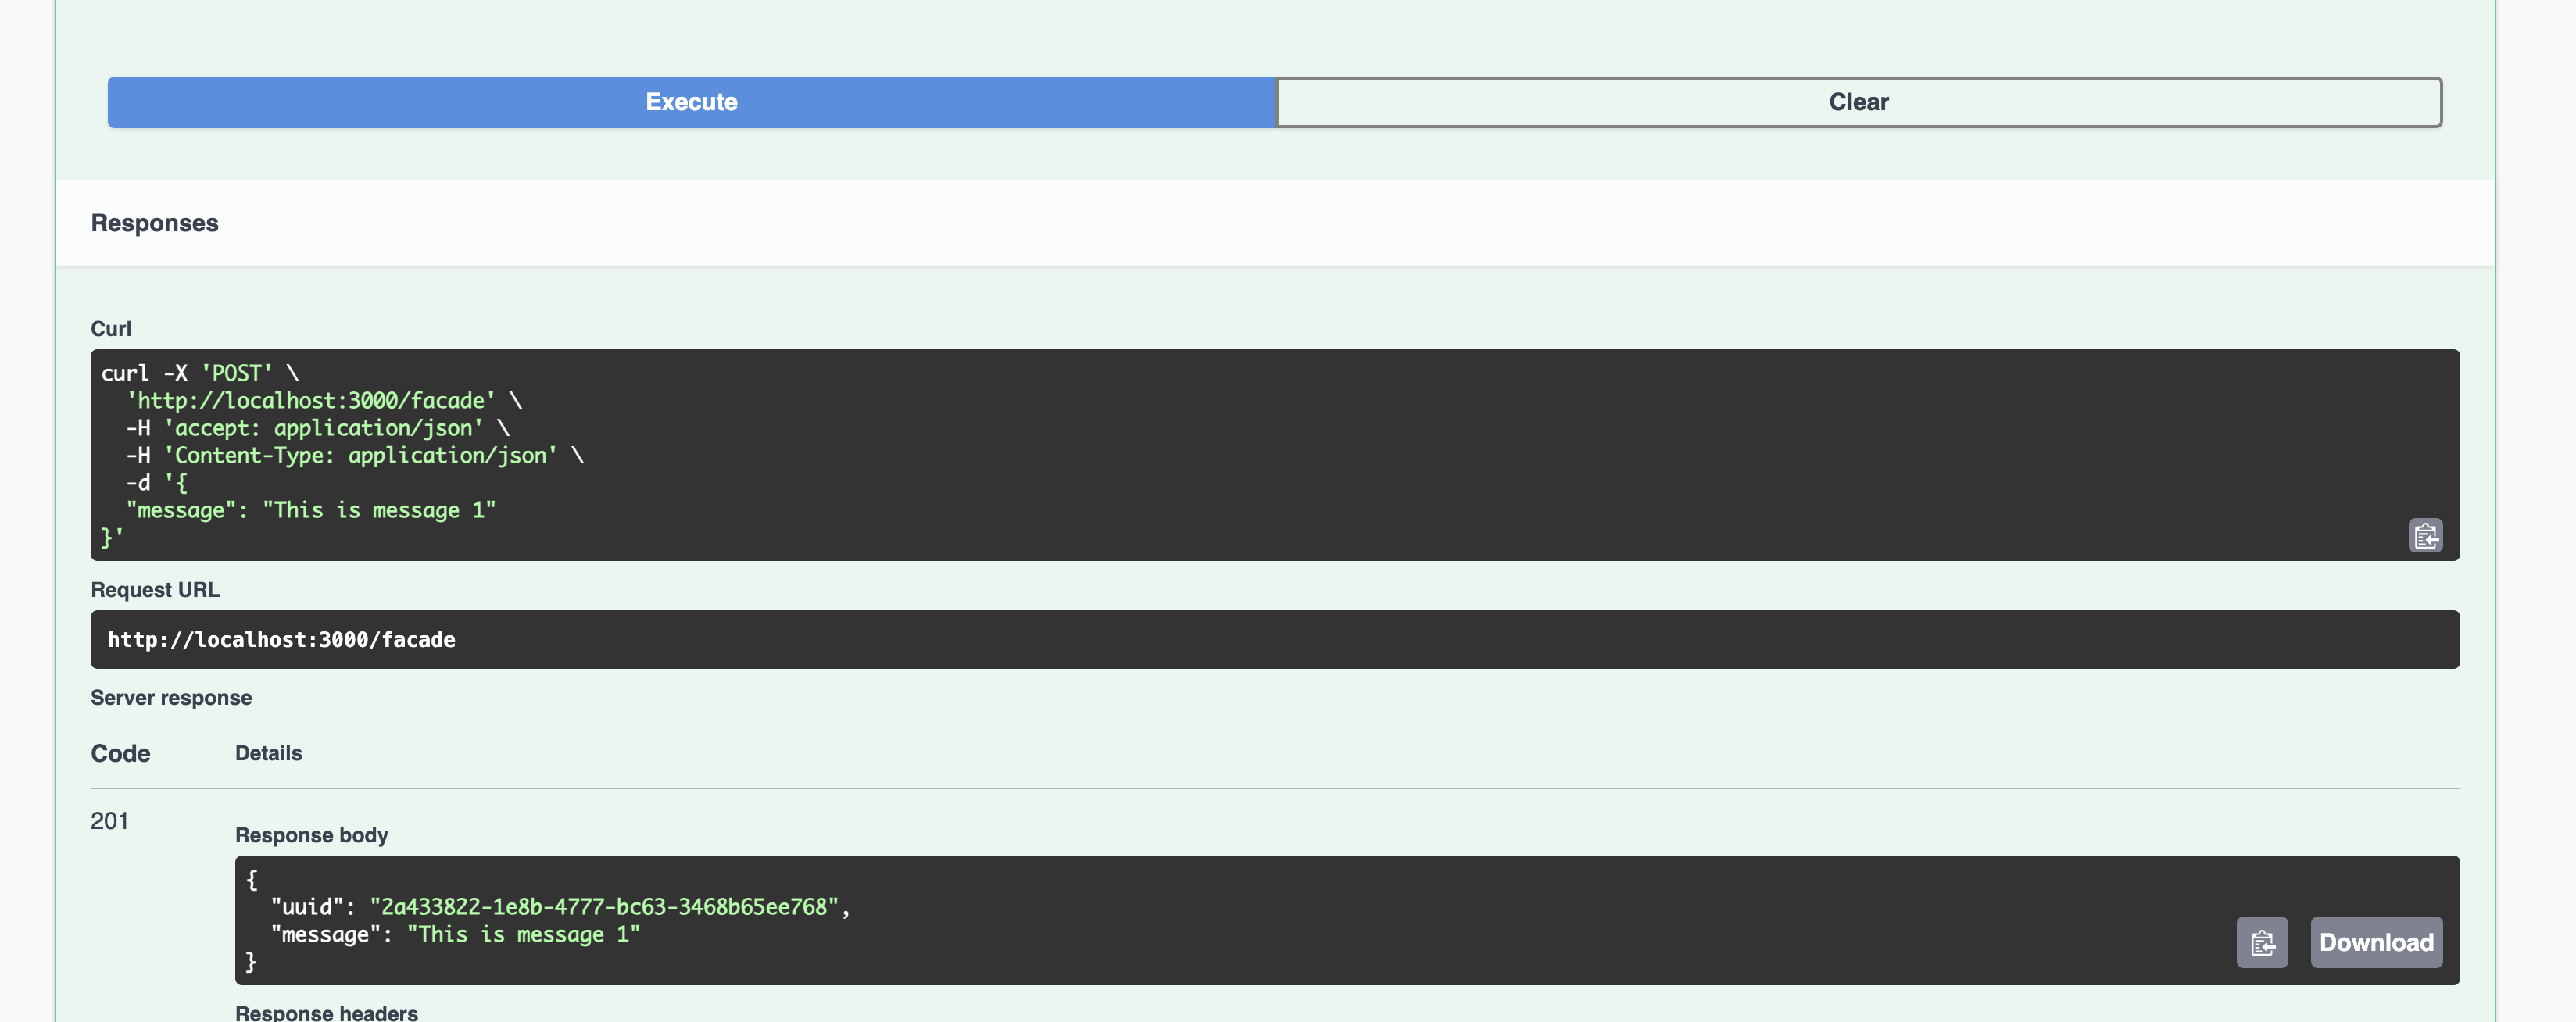 Execute
Clear
Responses
Curl
curl -X 'POST' \
  'http://localhost:3000/facade' \
  -H 'accept: application/json' \
  -H 'Content-Type: application/json' \
  -d '{
  "message": "This is message 1"
}'
Request URL
http://localhost:3000/facade
Server response
Code
Details
201
Response body
{
  "uuid": "2a433822-1e8b-4777-bc63-3468b65ee768",
  "message": "This is message 1"
}
Download
Response headers